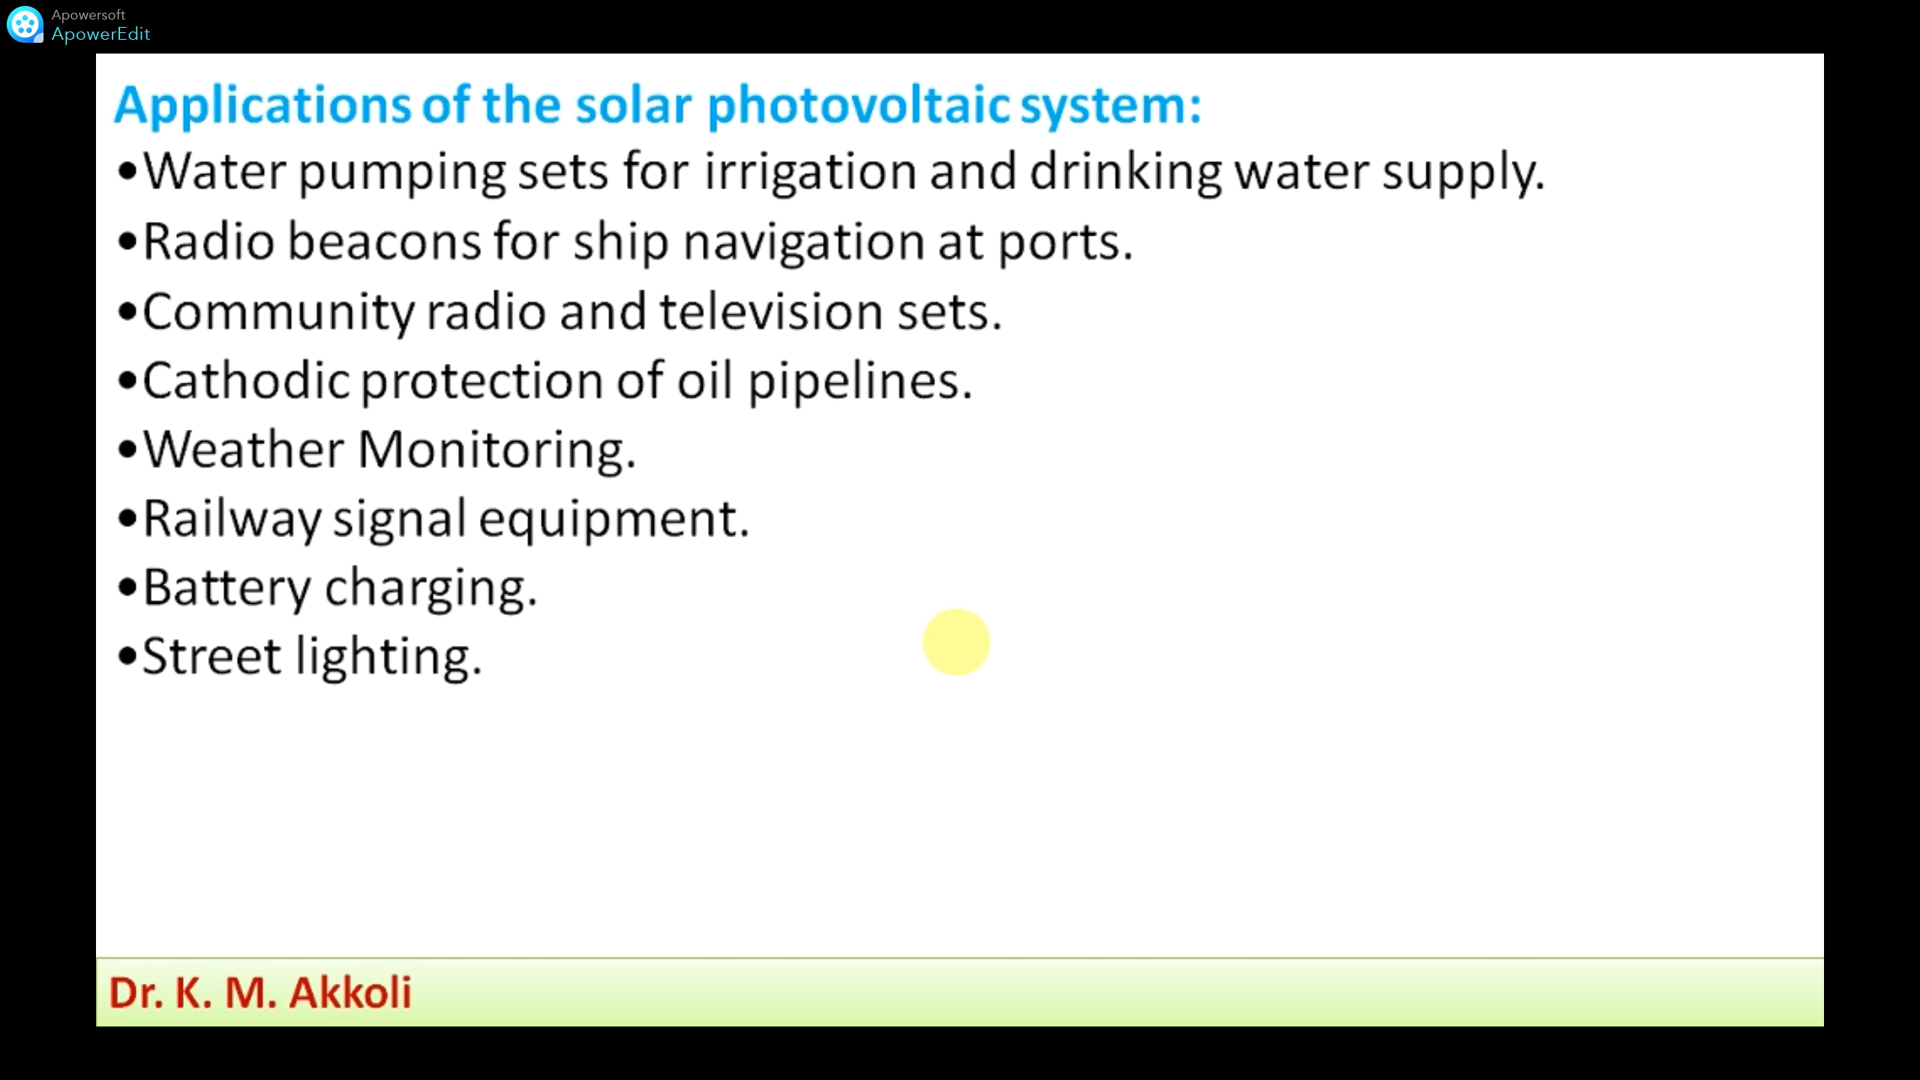 Apowersoft
ApowerEdit
Applications of the solar photovoltaic system:
•Water pumping sets for irrigation and drinking water supply.
•Radio beacons for ship navigation at ports.
•Community radio and television sets.
•Cathodic protection of oil pipelines.
•Weather Monitoring.
•Railway signal equipment.
•Battery charging.
•Street lighting.
Dr. K. M. Akkoli